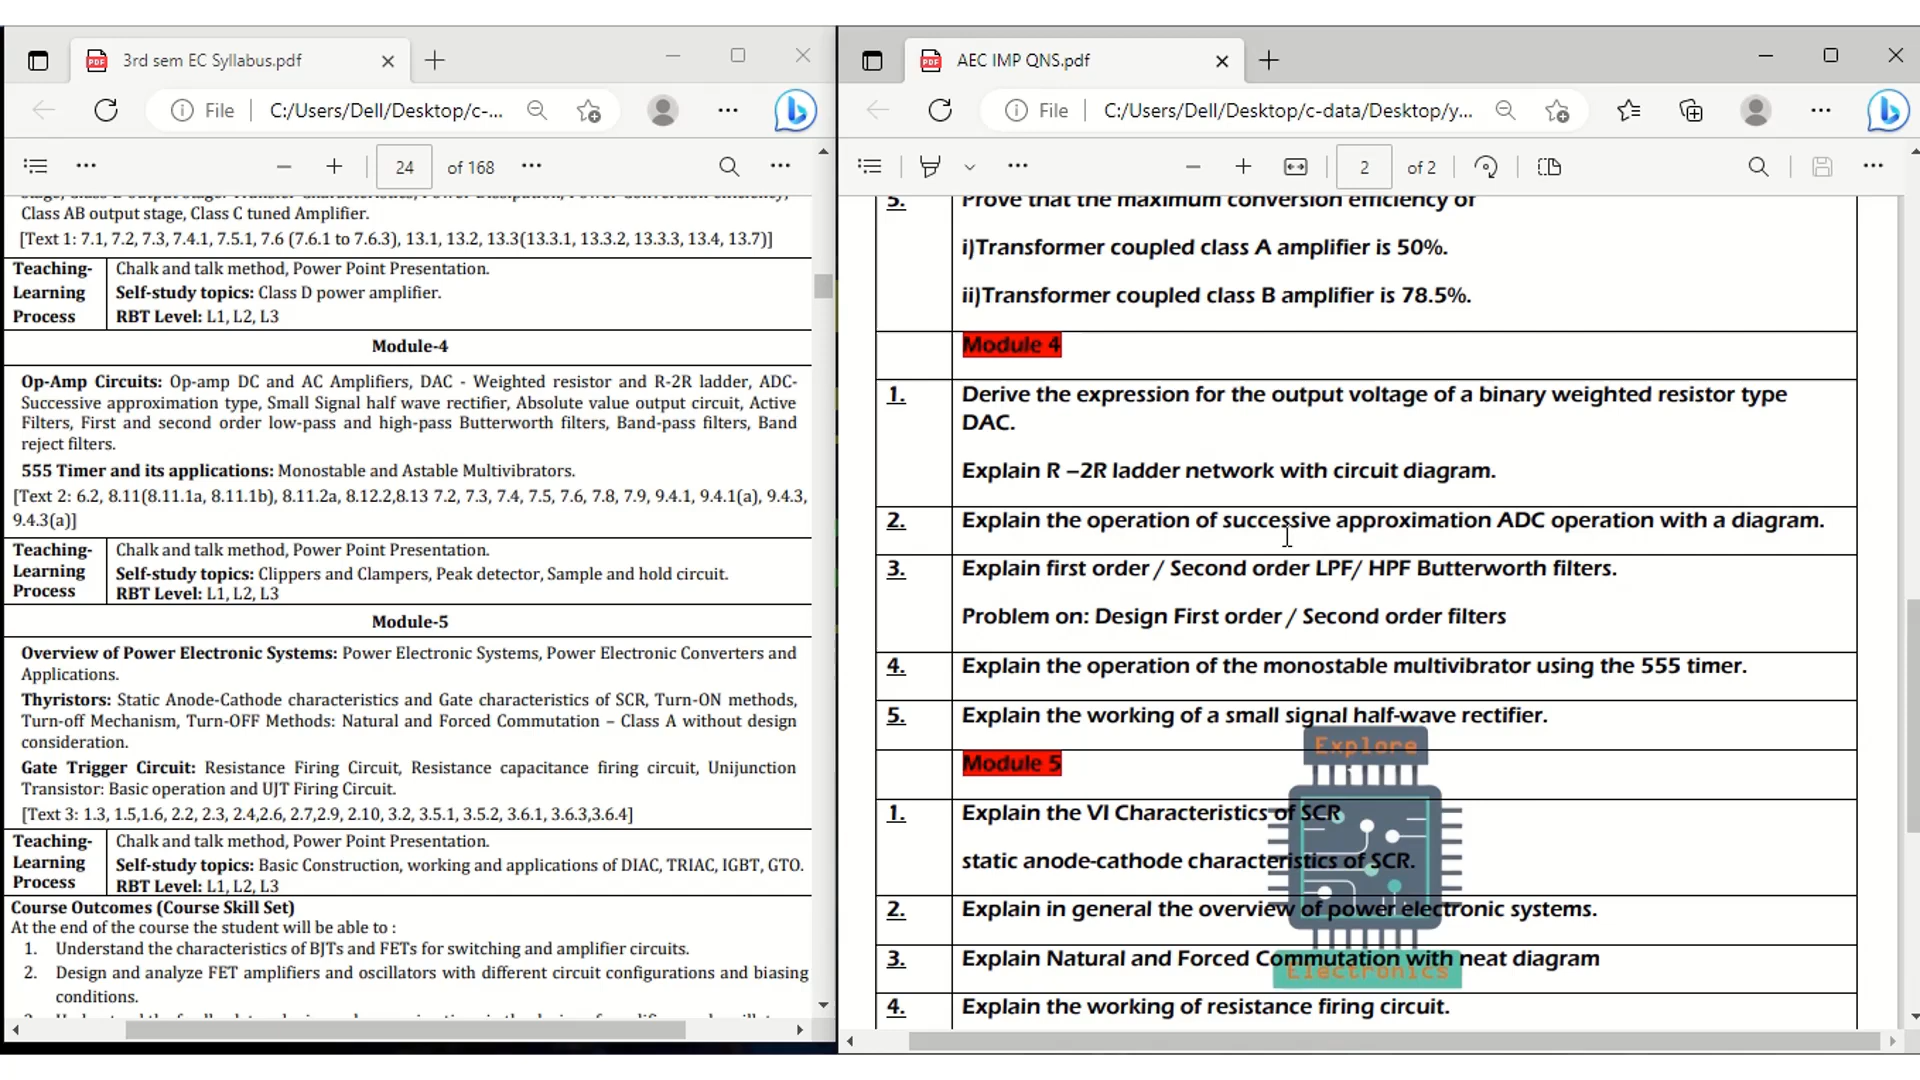 3rd sem EC Syllabus.pdf
File C:/Users/Dell/Desktop/c-...
24 of 168
Class AB output stage, Class C tuned Amplifier.
[Text 1: 7.1, 7.2, 7.3, 7.4.1, 7.5.1, 7.6 (7.6.1 to 7.6.3), 13.1, 13.2, 13.3(13.3.1, 13.3.2, 13.3.3, 13.4, 13.7)]
Teaching-Learning Process
Chalk and talk method, Power Point Presentation.
Self-study topics: Class D power amplifier.
RBT Level: L1, L2, L3
Module-4
Op-Amp Circuits: Op-amp DC and AC Amplifiers, DAC - Weighted resistor and R-2R ladder, ADC-
Successive approximation type, Small Signal half wave rectifier, Absolute value output circuit, Active
Filters, First and second order low-pass and high-pass Butterworth filters, Band-pass filters, Band
reject filters.
555 Timer and its applications: Monostable and Astable Multivibrators.
[Text 2: 6.2, 8.11(8.11.1a, 8.11.1b), 8.11.2a, 8.12.2,8.13 7.2, 7.3, 7.4, 7.5, 7.6, 7.8, 7.9, 9.4.1, 9.4.1(a), 9.4.3,
9.4.3(a)]
Teaching-Learning Process
Chalk and talk method, Power Point Presentation.
Self-study topics: Clippers and Clampers, Peak detector, Sample and hold circuit.
RBT Level: L1, L2, L3
Module-5
Overview of Power Electronic Systems: Power Electronic Systems, Power Electronic Converters and
Applications.
Thyristors: Static Anode-Cathode characteristics and Gate characteristics of SCR, Turn-ON methods,
Turn-off Mechanism, Turn-OFF Methods: Natural and Forced Commutation – Class A without design
consideration.
Gate Trigger Circuit: Resistance Firing Circuit, Resistance capacitance firing circuit, Unijunction
Transistor: Basic operation and UJT Firing Circuit.
[Text 3: 1.3, 1.5,1.6, 2.2, 2.3, 2.4,2.6, 2.7,2.9, 2.10, 3.2, 3.5.1, 3.5.2, 3.6.1, 3.6.3,3.6.4]
Teaching-Learning Process
Chalk and talk method, Power Point Presentation.
Self-study topics: Basic Construction, working and applications of DIAC, TRIAC, IGBT, GTO.
RBT Level: L1, L2, L3
Course Outcomes (Course Skill Set)
At the end of the course the student will be able to :
1. Understand the characteristics of BJTs and FETs for switching and amplifier circuits.
2. Design and analyze FET amplifiers and oscillators with different circuit configurations and biasing
conditions.
AEC IMP QNS.pdf
File C:/Users/Dell/Desktop/c-data/Desktop/y...
2 of 2
5. Prove that the maximum conversion efficiency of
i)Transformer coupled class A amplifier is 50%.
ii)Transformer coupled class B amplifier is 78.5%.
Module 4
1. Derive the expression for the output voltage of a binary weighted resistor type
DAC.
Explain R –2R ladder network with circuit diagram.
2. Explain the operation of successive approximation ADC operation with a diagram.
3. Explain first order / Second order LPF/ HPF Butterworth filters.
Problem on: Design First order / Second order filters
4. Explain the operation of the monostable multivibrator using the 555 timer.
5. Explain the working of a small signal half-wave rectifier.
Explore
Module 5
1. Explain the VI Characteristics of SCR
static anode-cathode characteristics of SCR.
2. Explain in general the overview of power electronic systems.
3. Explain Natural and Forced Commutation with neat diagram
Electronics
4. Explain the working of resistance firing circuit.